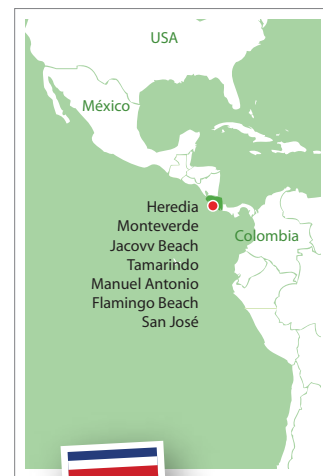 USA
México
Heredia
Monteverde
Colombia
Jacovv Beach
Tamarindo
Manuel Antonio
Flamingo Beach
San José